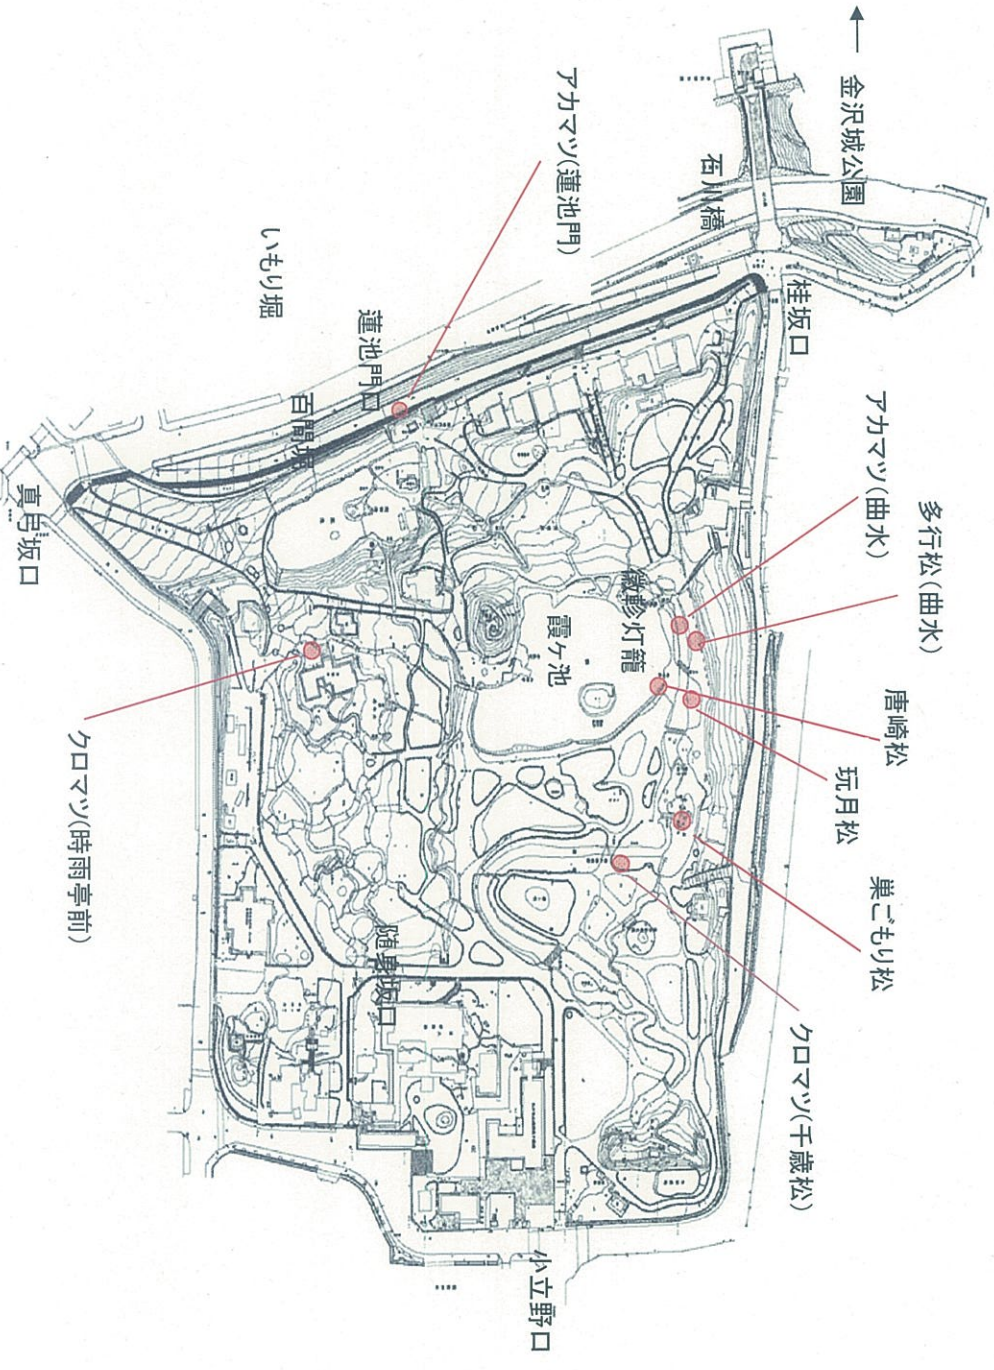 金沢城公園
石川橋
桂坂口
アカマツ(蓮池門)
いもり堀
蓮池門口
百間堀
真弓坂口
アカマツ(曲水)
多行松(曲水)
徽軫灯籠
霞ヶ池
唐崎松
玩月松
巣ごもり松
クロマツ(千歳松)
クロマツ(時雨亭前)
随身坂口
小立野口